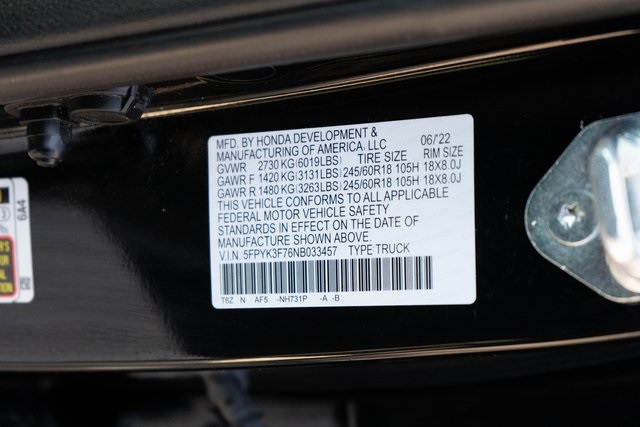 MFD. BY HONDA DEVELOPMENT & 06/'22
MANUFACTURING OF AMERICA, LLC
GVWR 2730 KG (6019LBS) TIRE SIZE RIM SIZE
GAWR F 1420 KG (3131LBS) 245/60R18 105H 18X8.0J
GAWR R 1480 KG (3263LBS) 245/60R18 105H 18X8.0J
THIS VEHICLE CONFORMS TO ALL APPLICABLE
FEDERAL MOTOR VEHICLE SAFETY
STANDARDS IN EFFECT ON THE DATE OF
MANUFACTURE SHOWN ABOVE.
V.I.N: 5FPYK3F76NB033457 TYPE:TRUCK
T6Z N AF5 -NH731P -A -B
6A4